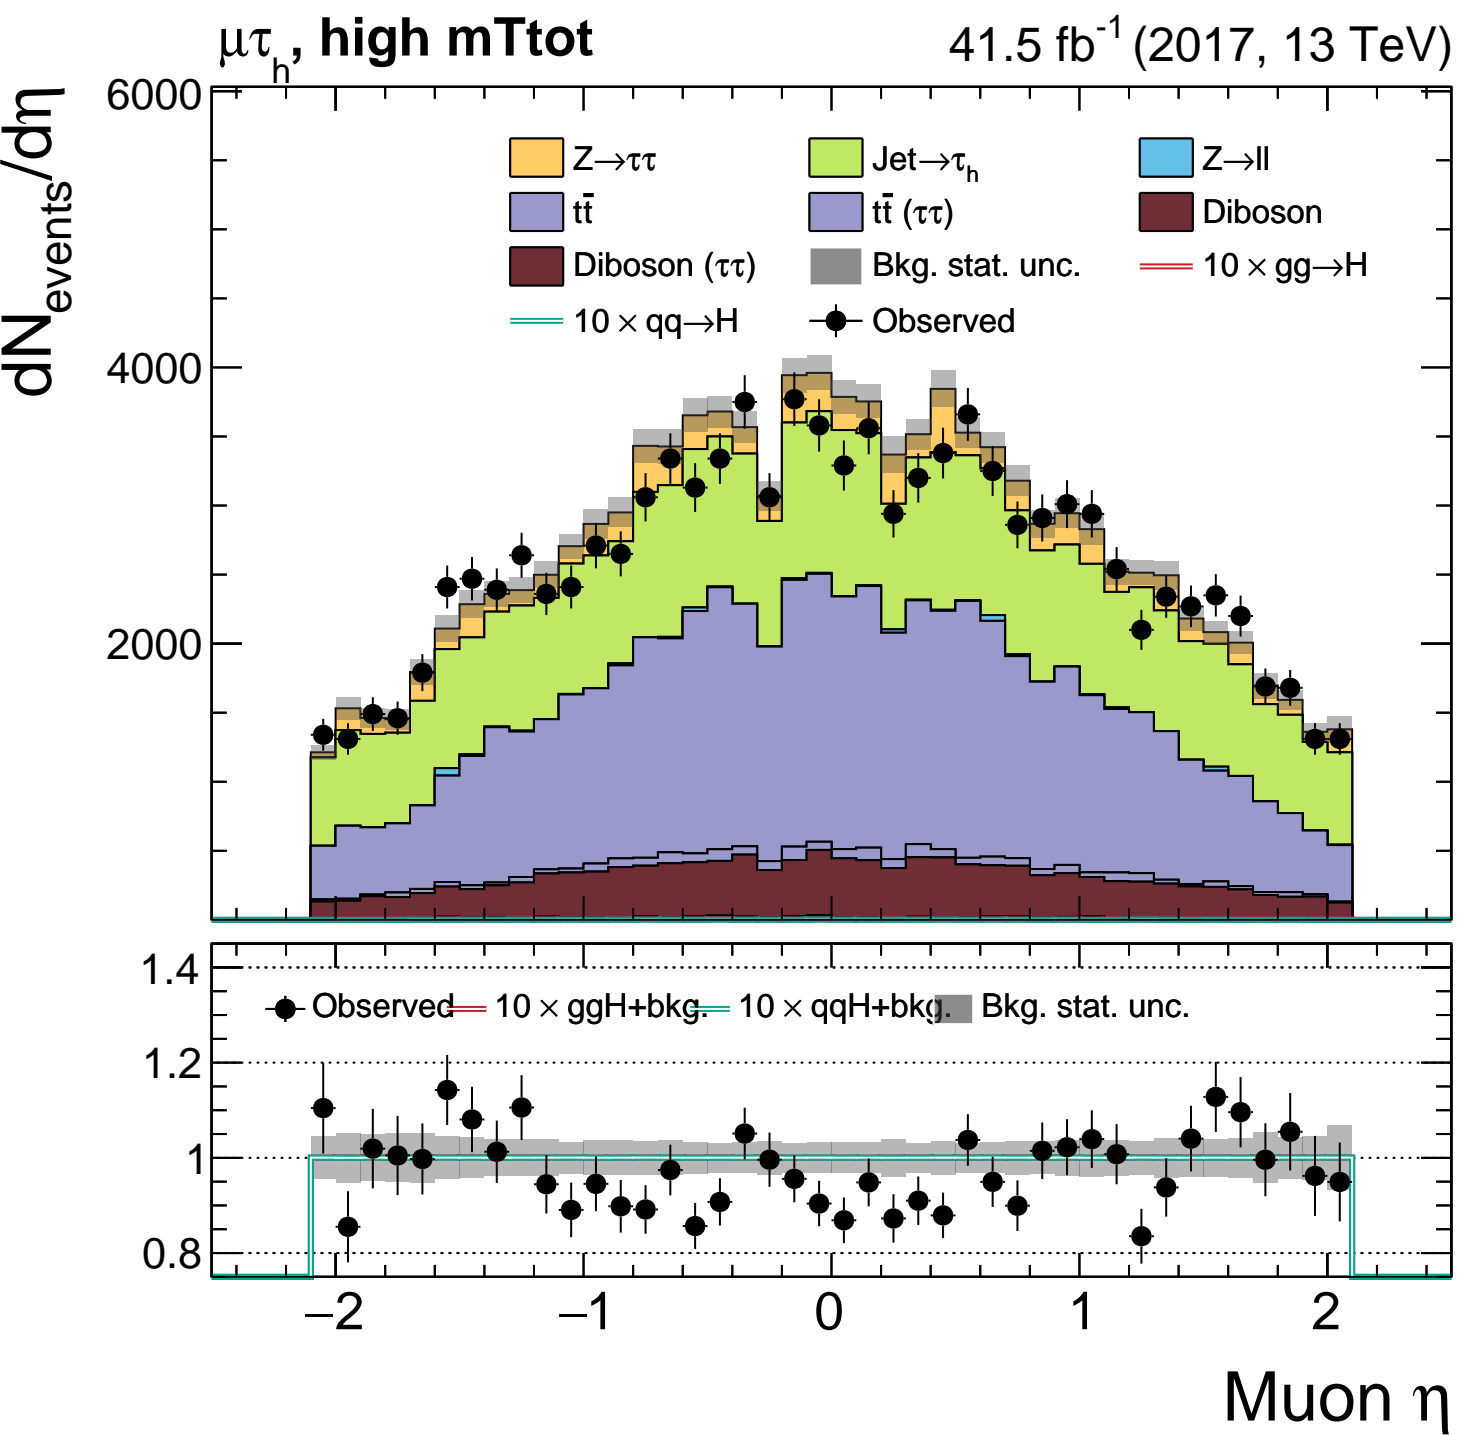 μτh, high mTtot 41.5 fb-1 (2017, 13 TeV)
dNevents/dη
6000
4000
2000
Z→ττ Jet→τh Z→ll
tt̄ tt̄ (ττ) Diboson
Diboson (ττ) Bkg. stat. unc. 10 × gg→H
10 × qq→H Observed
1.4
1.2
1
0.8
Observed 10 × ggH+bkg. 10 × qqH+bkg. Bkg. stat. unc.
−2 −1 0 1 2
Muon η